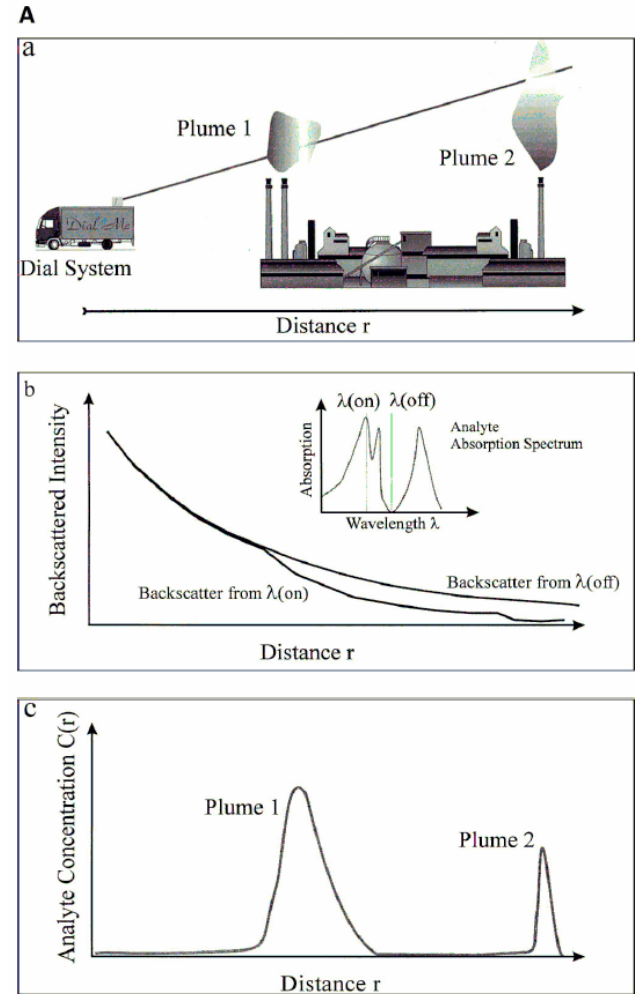 A
a
Plume 1
Plume 2
Dial System
Distance r
b
λ(on) λ(off)
Analyte
Absorption Spectrum
Absorption
Wavelength λ
Backscattered Intensity
Backscatter from λ(on)
Backscatter from λ(off)
Distance r
c
Analyte Concentration C(r)
Plume 1
Plume 2
Distance r